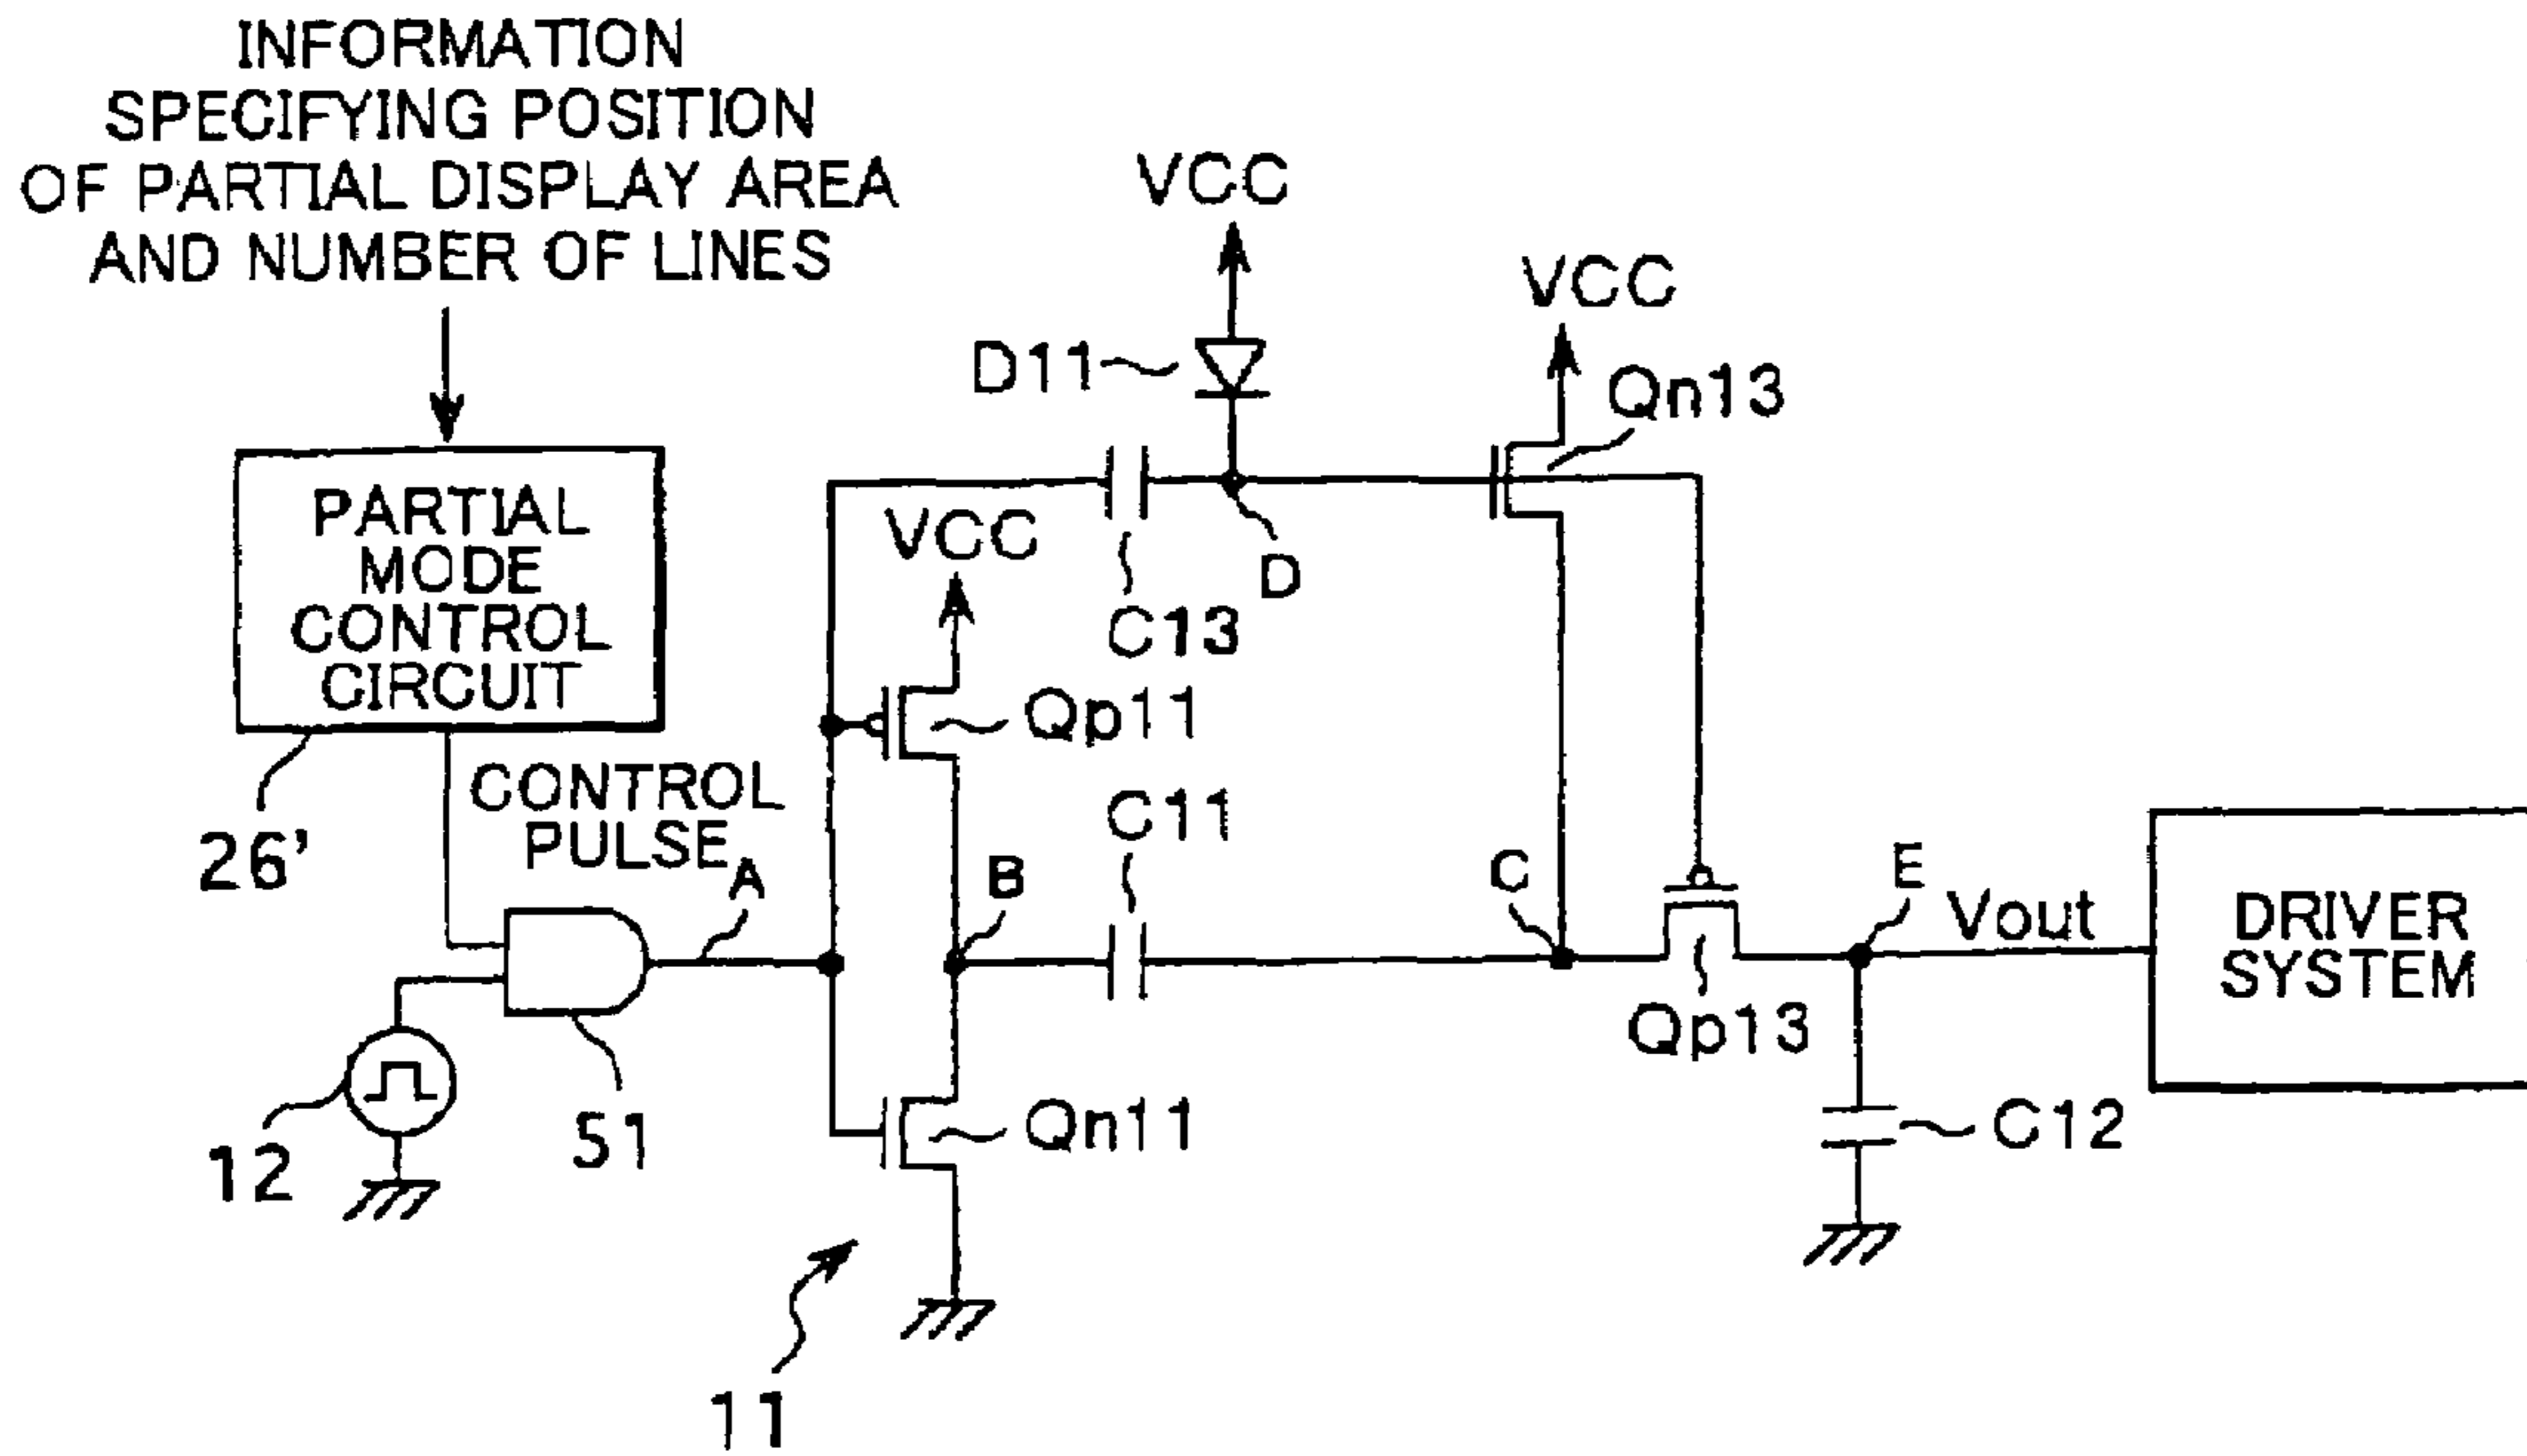 INFORMATION
SPECIFYING POSITION
OF PARTIAL DISPLAY AREA
AND NUMBER OF LINES
VCC
VCC
D11
Qn13
PARTIAL
MODE
CONTROL
CIRCUIT
VCC
D
C13
Qp11
CONTROL
PULSE
26'
A
C11
B
C
E
Vout
DRIVER
SYSTEM
Qp13
12
51
Qn11
C12
11